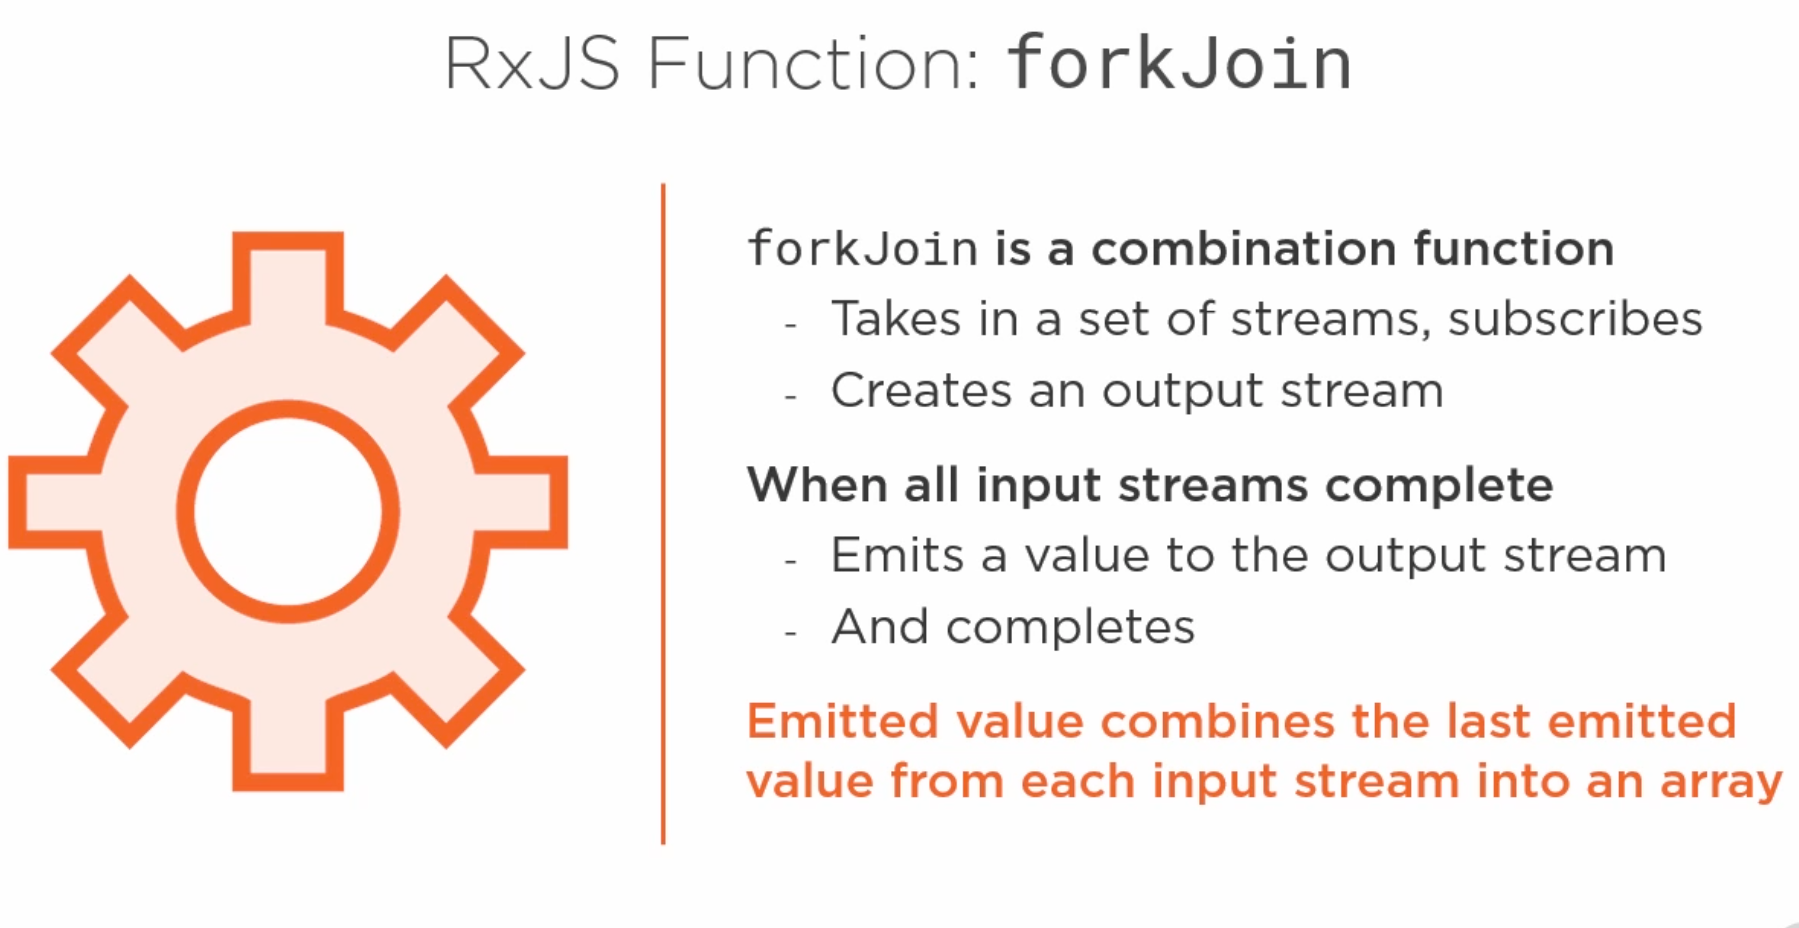 RxJS Function: forkJoin
forkJoin is a combination function
- Takes in a set of streams, subscribes
- Creates an output stream
When all input streams complete
- Emits a value to the output stream
- And completes
Emitted value combines the last emitted
value from each input stream into an array